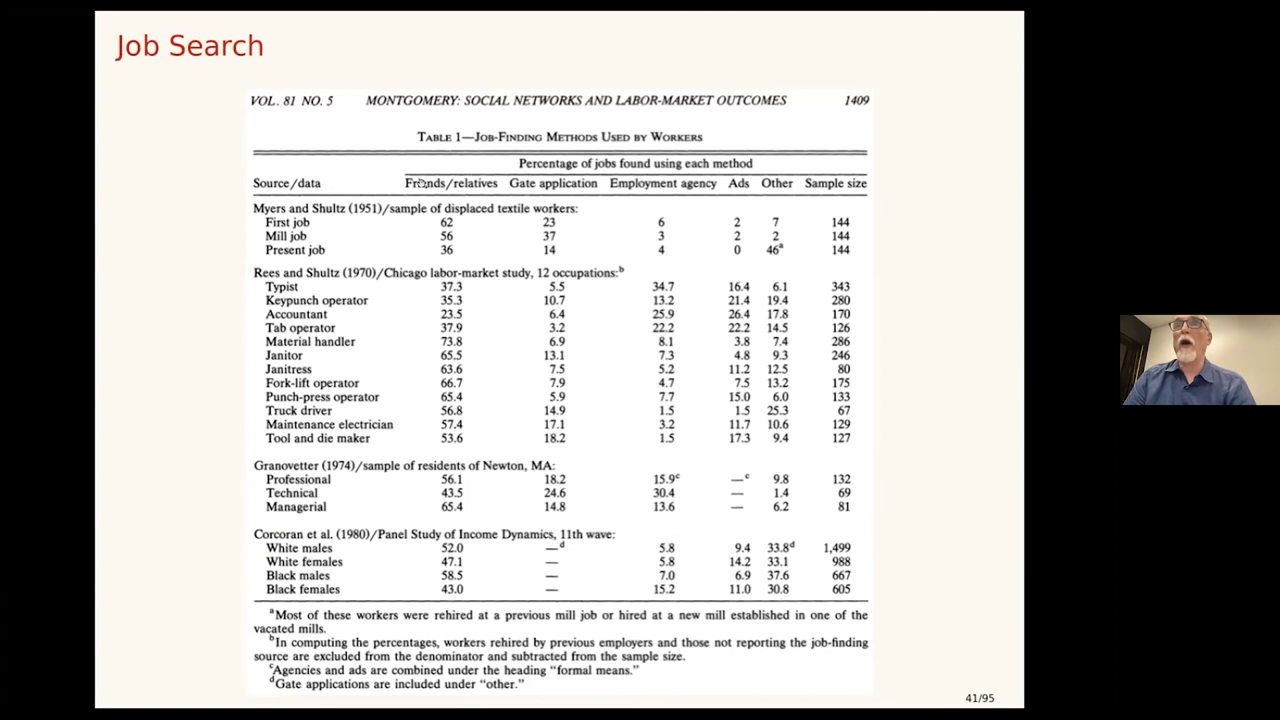 Job Search
VOL. 81 NO. 5 MONTGOMERY: SOCIAL NETWORKS AND LABOR-MARKET OUTCOMES 1409
TABLE 1—JOB-FINDING METHODS USED BY WORKERS
Percentage of jobs found using each method
Source/data Friends/relatives Gate application Employment agency Ads Other Sample size
Myers and Shultz (1951)/sample of displaced textile workers:
First job 62 23 6 2 7 144
Mill job 56 37 3 2 2 144
Present job 36 14 4 0 46ᵃ 144
Rees and Shultz (1970)/Chicago labor-market study, 12 occupations:ᵇ
Typist 37.3 5.5 34.7 16.4 6.1 343
Keypunch operator 35.3 10.7 13.2 21.4 19.4 280
Accountant 23.5 6.4 25.9 26.4 17.8 170
Tab operator 37.9 3.2 22.2 22.2 14.5 126
Material handler 73.8 6.9 8.1 3.8 7.4 286
Janitor 65.5 13.1 7.3 4.8 9.3 246
Janitress 63.6 7.5 5.2 11.2 12.5 80
Fork-lift operator 66.7 7.9 4.7 7.5 13.2 175
Punch-press operator 65.4 5.9 7.7 15.0 6.0 133
Truck driver 56.8 14.9 1.5 1.5 25.3 67
Maintenance electrician 57.4 17.1 3.2 11.7 10.6 129
Tool and die maker 53.6 18.2 1.5 17.3 9.4 127
Granovetter (1974)/sample of residents of Newton, MA:
Professional 56.1 18.2 15.9ᶜ —ᶜ 9.8 132
Technical 43.5 24.6 30.4 — 1.4 69
Managerial 65.4 14.8 13.6 — 6.2 81
Corcoran et al. (1980)/Panel Study of Income Dynamics, 11th wave:
White males 52.0 —ᵈ 5.8 9.4 33.8ᵈ 1,499
White females 47.1 — 5.8 14.2 33.1 988
Black males 58.5 — 7.0 6.9 37.6 667
Black females 43.0 — 15.2 11.0 30.8 605
ᵃMost of these workers were rehired at a previous mill job or hired at a new mill established in one of the
vacated mills.
ᵇIn computing the percentages, workers rehired by previous employers and those not reporting the job-finding
source are excluded from the denominator and subtracted from the sample size.
ᶜAgencies and ads are combined under the heading “formal means.”
ᵈGate applications are included under “other.”
41/95